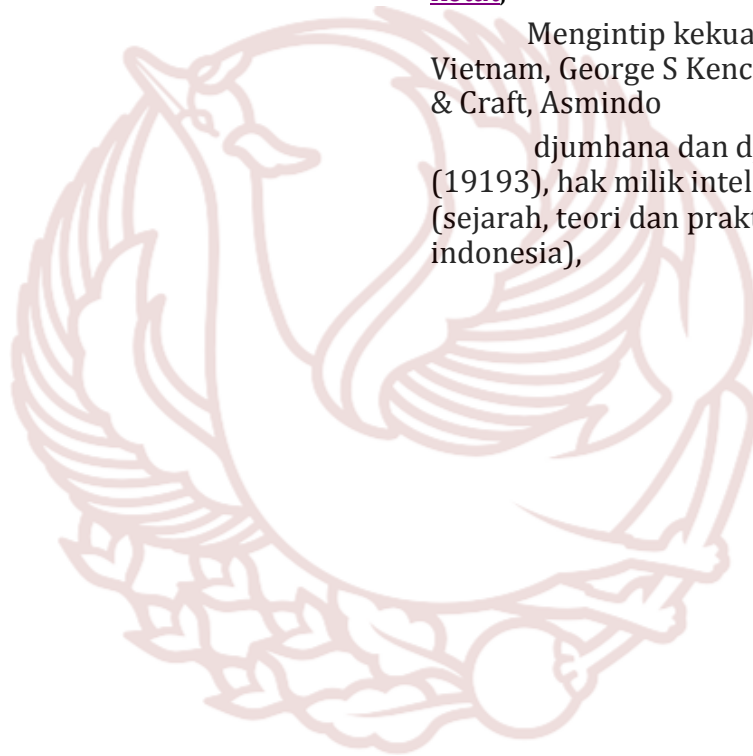 Mengintip kekua
Vietnam, George S Kenc
& Craft, Asmindo
djumhana dan d
(19193), hak milik intel
(sejarah, teori dan prakt
indonesia),